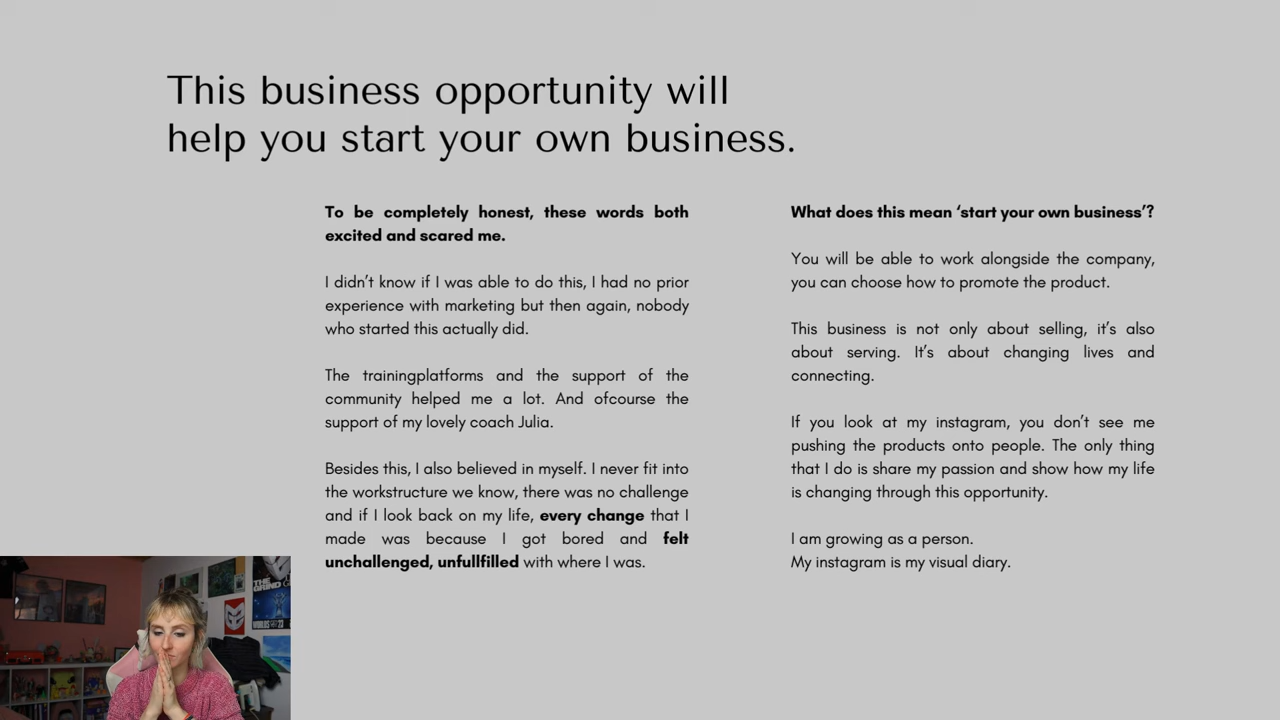 This business opportunity will
help you start your own business.
To be completely honest, these words both
excited and scared me.
I didn't know if I was able to do this, I had no prior
experience with marketing but then again, nobody
who started this actually did.
The trainingplatforms and the support of the
community helped me a lot. And ofcourse the
support of my lovely coach Julia.
Besides this, I also believed in myself. I never fit into
the workstructure we know, there was no challenge
and if I look back on my life, every change that I
made was because I got bored and felt
unchallenged, unfullfilled with where I was.
What does this mean ‘start your own business’?
You will be able to work alongside the company,
you can choose how to promote the product.
This business is not only about selling, it's also
about serving. It's about changing lives and
connecting.
If you look at my instagram, you don't see me
pushing the products onto people. The only thing
that I do is share my passion and show how my life
is changing through this opportunity.
I am growing as a person.
My instagram is my visual diary.
THE
GRIND